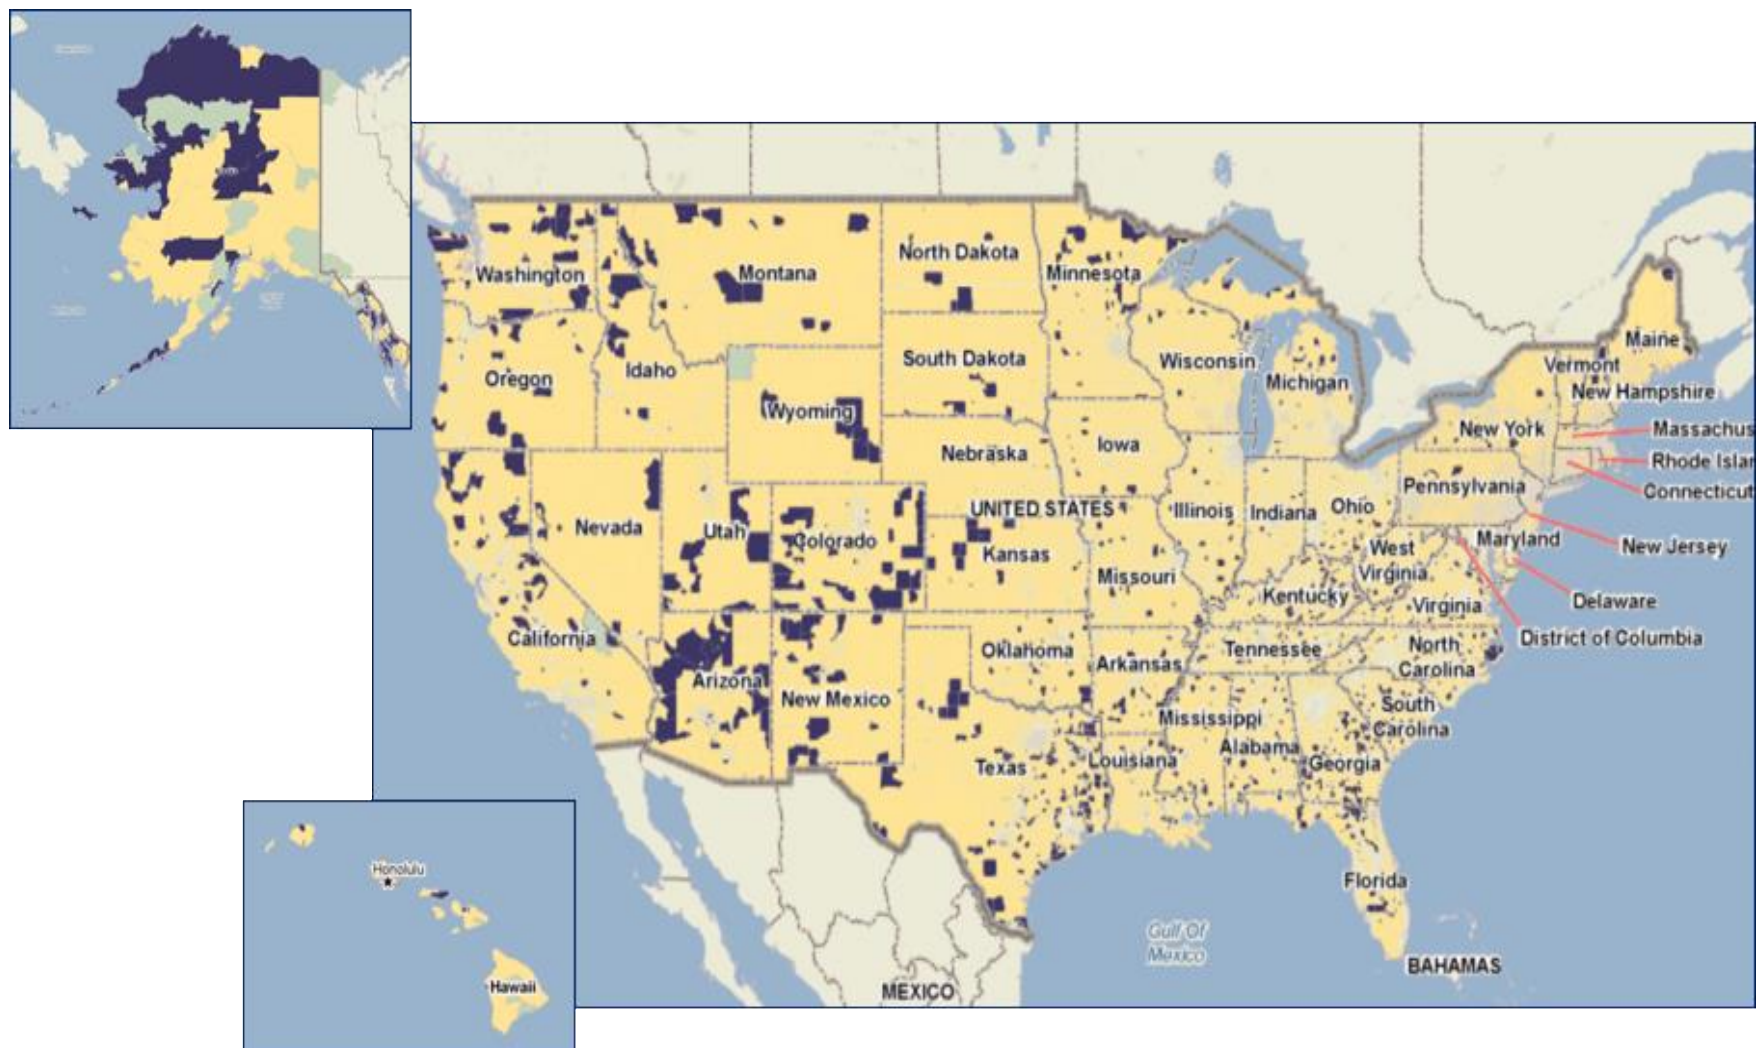 Washington
Montana
North Dakota
Minnesota
Oregon
Idaho
Wyoming
South Dakota
Wisconsin
Michigan
Maine
Vermont
New Hampshire
New York
Massachus
Rhode Islan
Connecticut
Nebraska
Iowa
Pennsylvania
UNITED STATES
Illinois
Indiana
Ohio
Nevada
Utah
Colorado
Kansas
Missouri
West
Virginia
Maryland
New Jersey
Kentucky
Virginia
Delaware
District of Columbia
California
Arizona
New Mexico
Oklahoma
Arkansas
Tennessee
North
Carolina
South
Carolina
Mississippi
Alabama
Georgia
Texas
Louisiana
Florida
Gulf Of
Mexico
BAHAMAS
MEXICO
Honolulu
Hawaii